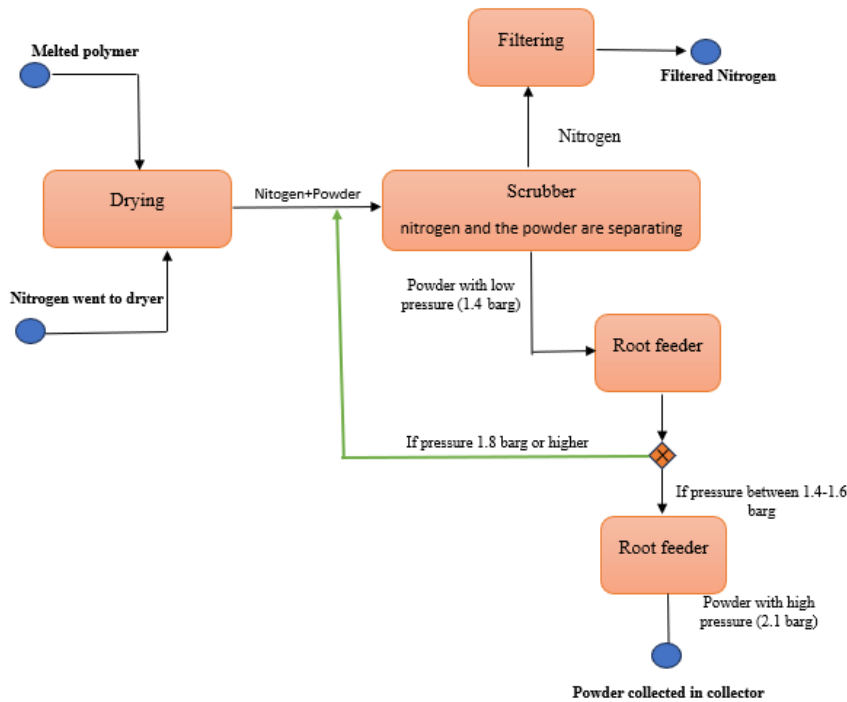 Filtering
Melted polymer
Filtered Nitrogen
Nitrogen
Drying
Nitogen+Powder
Scrubber
nitrogen and the powder are separating
Nitrogen went to dryer
Powder with low
pressure (1.4 barg)
Root feeder
If pressure 1.8 barg or higher
If pressure between 1.4-1.6
barg
Root feeder
Powder with high
pressure (2.1 barg)
Powder collected in collector